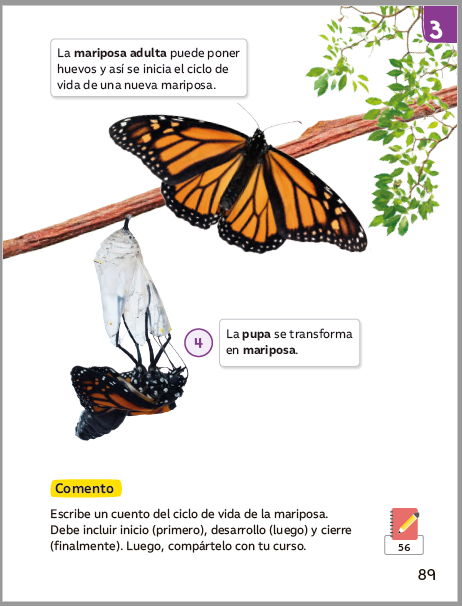 3
La mariposa adulta puede poner
huevos y así se inicia el ciclo de
vida de una nueva mariposa.
4
La pupa se transforma
en mariposa.
Comento
Escribe un cuento del ciclo de vida de la mariposa.
Debe incluir inicio (primero), desarrollo (luego) y cierre
(finalmente). Luego, compártelo con tu curso.
56
89